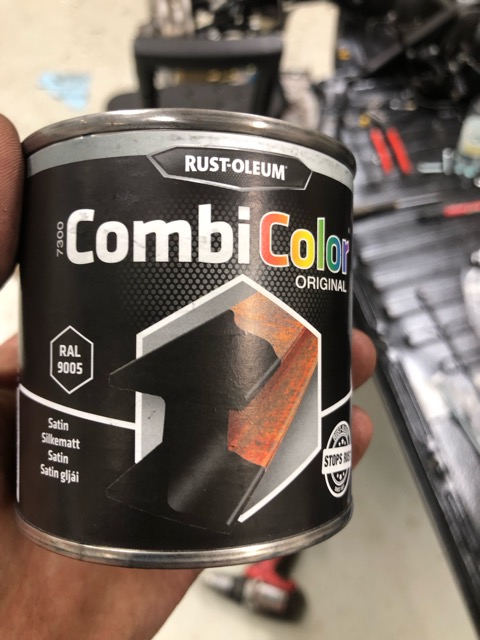 RUST-OLEUM
7300
CombiColor
ORIGINAL
RAL
9005
Satin
Silkematt
Satin
Satin gljái
STOPS RUST